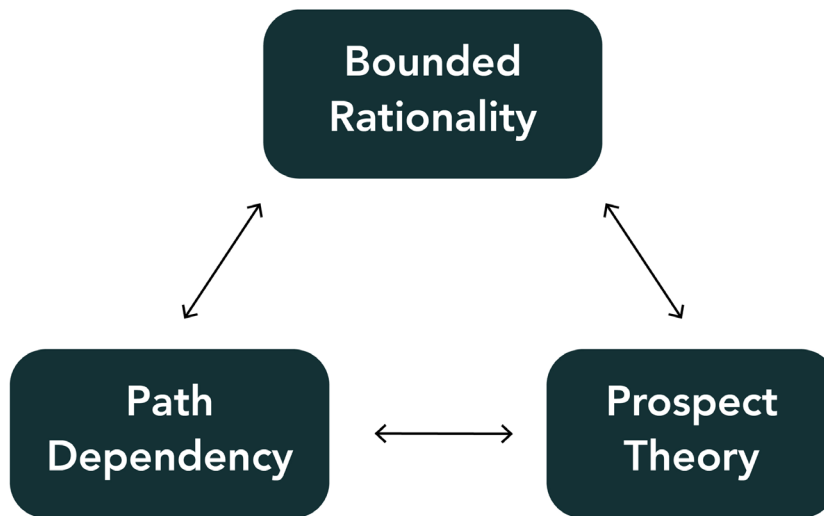 Bounded
Rationality
Path
Dependency
Prospect
Theory